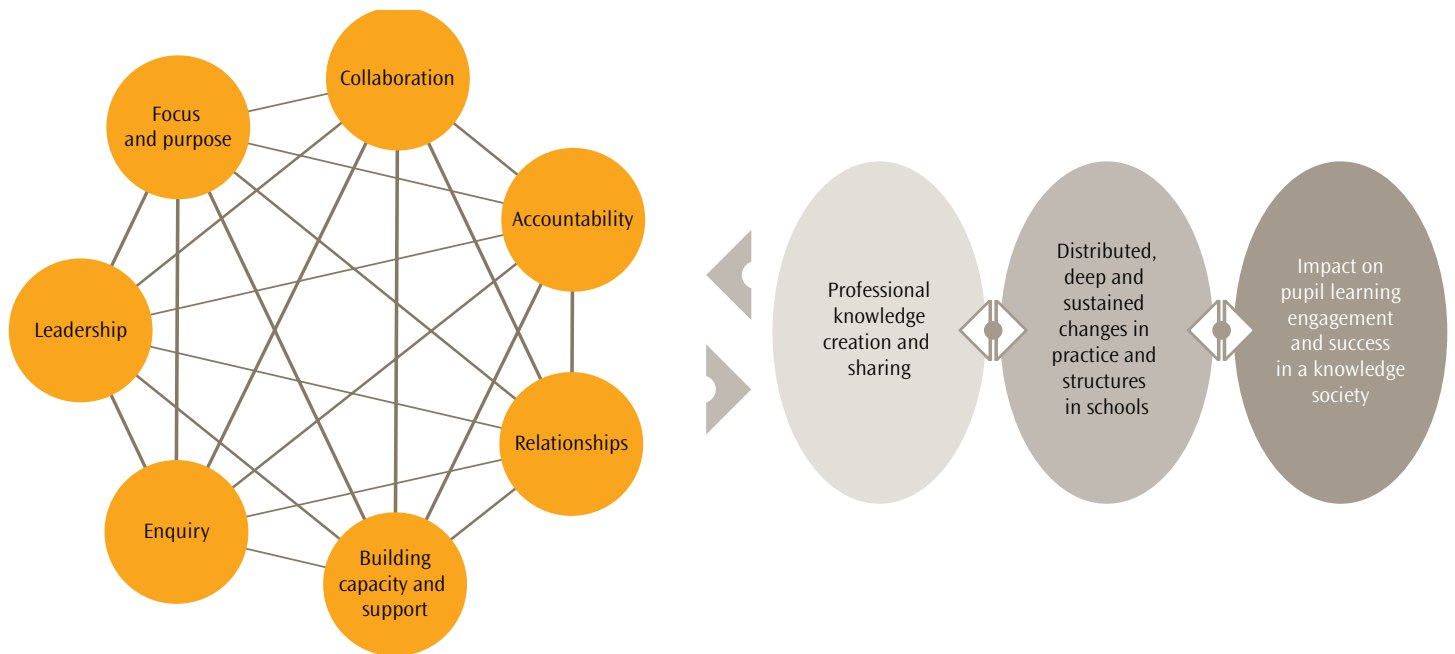 Collaboration
Focus
and purpose
Accountability
Leadership
Relationships
Enquiry
Building
capacity and
support
Professional
knowledge
creation and
sharing
Distributed,
deep and
sustained
changes in
practice and
structures
in schools
Impact on
pupil learning
engagement
and success
in a knowledge
society